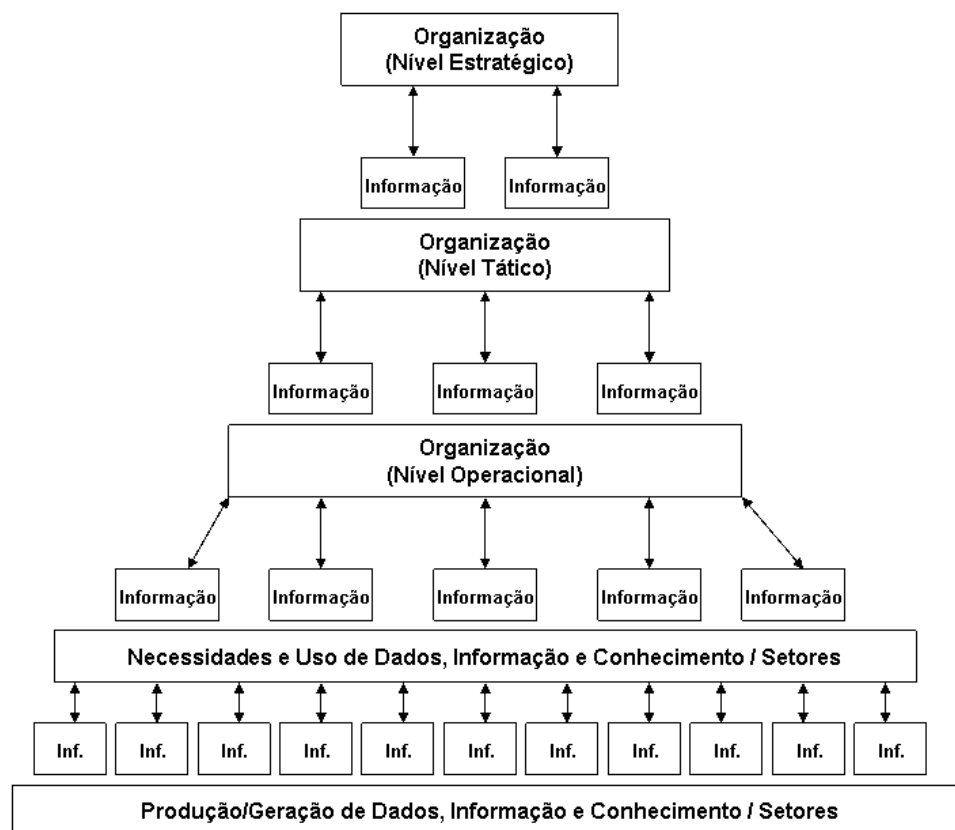 Organização
(Nível Estratégico)
Informação Informação
Organização
(Nível Tático)
Informação Informação Informação
Organização
(Nível Operacional)
Informação Informação Informação Informação Informação
Necessidades e Uso de Dados, Informação e Conhecimento / Setores
Inf. Inf. Inf. Inf. Inf. Inf. Inf. Inf. Inf. Inf. Inf.
Produção/Geração de Dados, Informação e Conhecimento / Setores